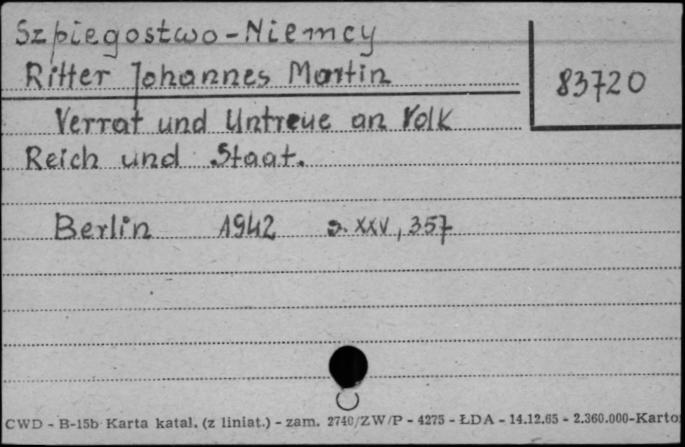 Szpiegostwo-Niemcy
Ritter Johannes Martin
83720
Verrat und Untreue an Volk
Reich und Staat.
Berlin 1942 s. XXV, 357
CWD - B-15b Karta katal. (z liniat.) - zam. 2740/ZW/P - 4275 - ŁDA - 14.12.65 - 2.360.000-Karto